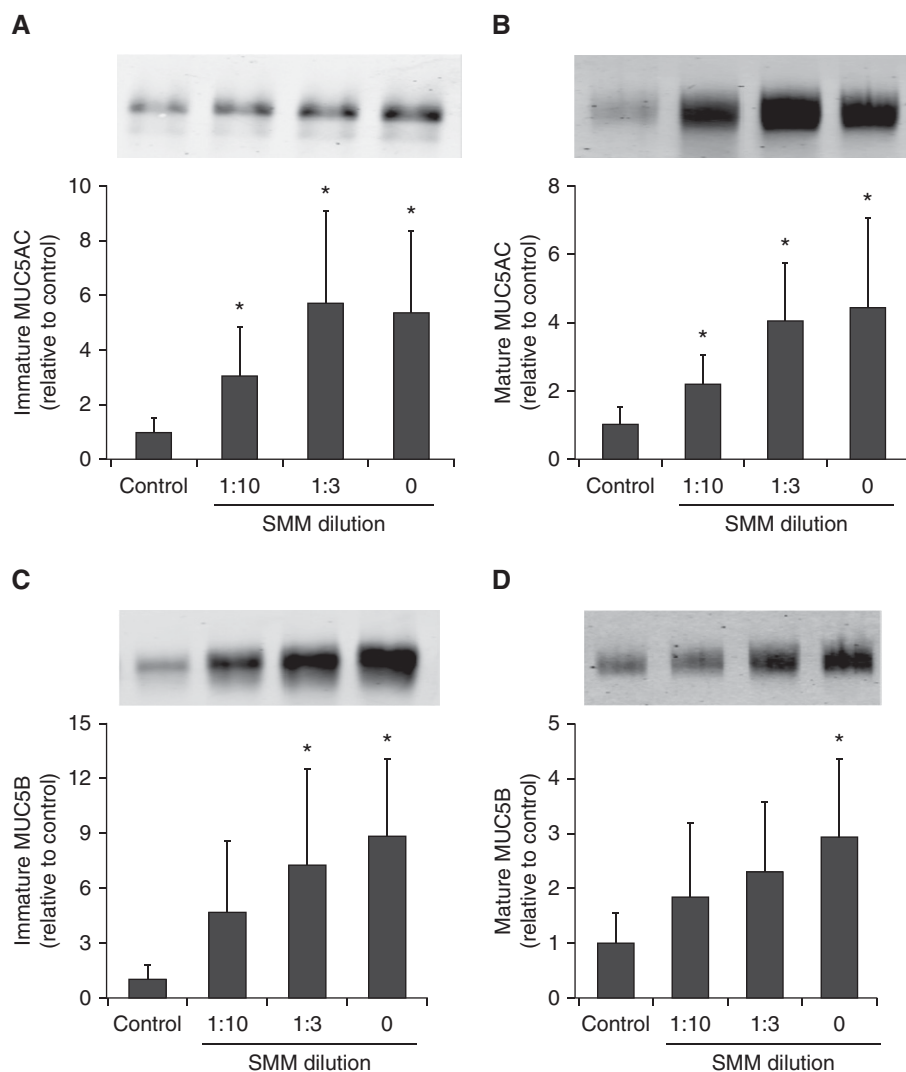 A
Immature MUC5AC
(relative to control)
10
8
6
4
2
0
*
*
*
Control
1:10
1:3
0
SMM dilution
B
Mature MUC5AC
(relative to control)
8
6
4
2
0
*
*
*
Control
1:10
1:3
0
SMM dilution
C
Immature MUC5B
(relative to control)
15
12
9
6
3
0
*
*
Control
1:10
1:3
0
SMM dilution
D
Mature MUC5B
(relative to control)
5
4
3
2
1
0
*
Control
1:10
1:3
0
SMM dilution